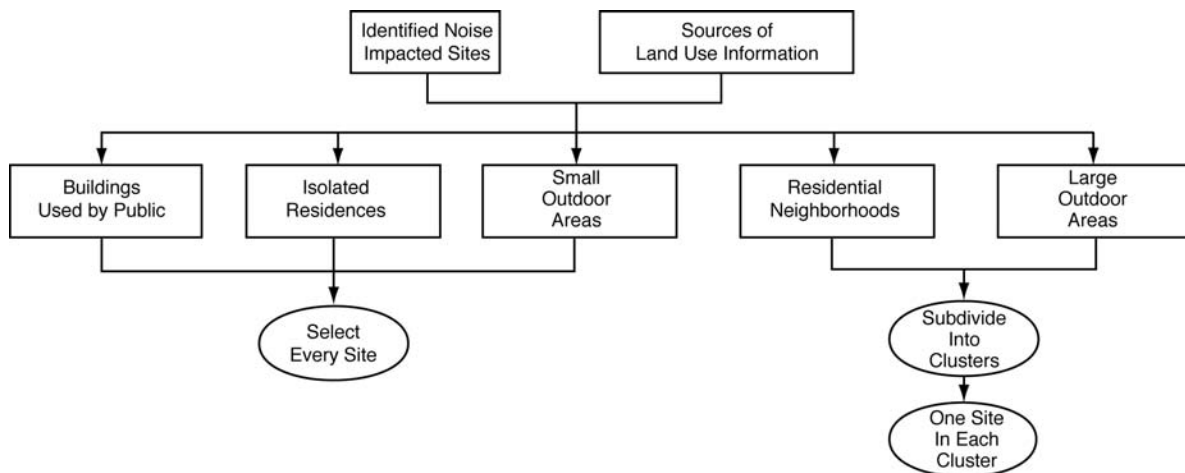 Identified Noise
Impacted Sites
Sources of
Land Use Information
Buildings
Used by Public
Isolated
Residences
Small
Outdoor
Areas
Residential
Neighborhoods
Large
Outdoor
Areas
Select
Every Site
Subdivide
Into
Clusters
One Site
In Each
Cluster